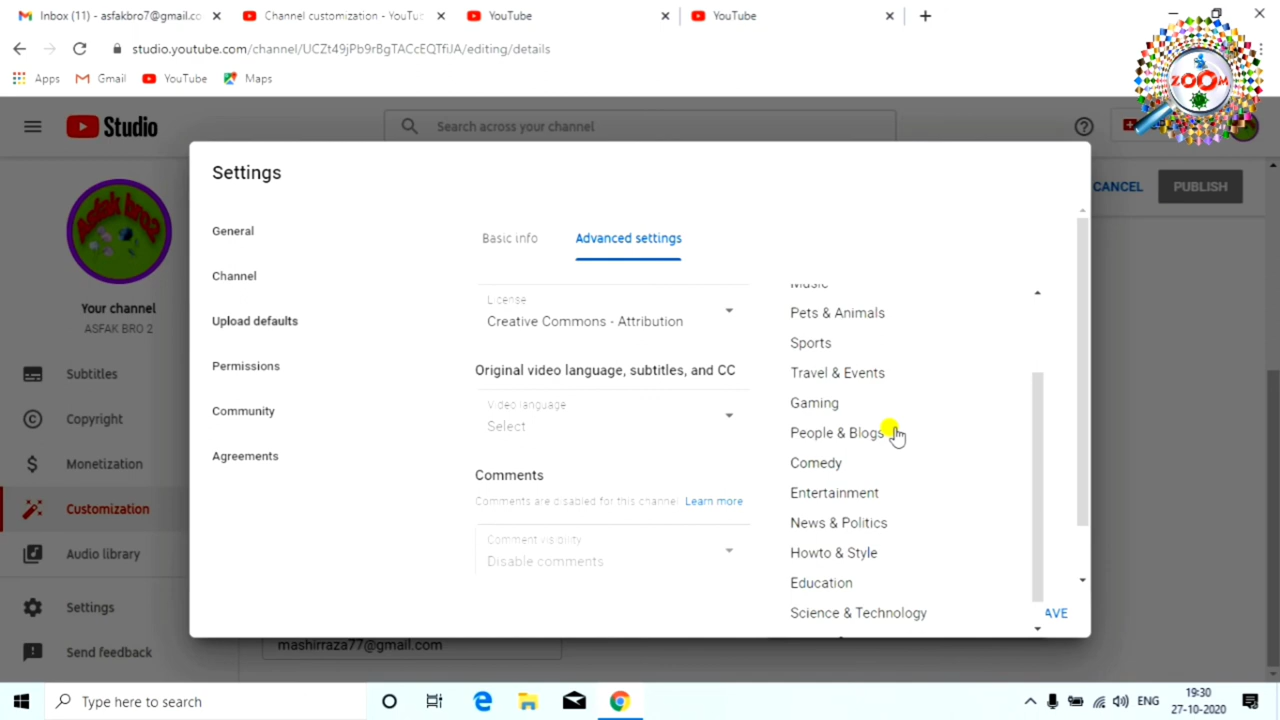 Inbox (11) - asfakbro7@gmail.co
Channel customization - YouTu
YouTube
YouTube
studio.youtube.com/channel/UCZt49jPb9rBgTACcEQTfiJA/editing/details
Apps
Gmail
YouTube
Maps
ZOOM
Studio
Search across your channel
Asfak bro2
Your channel
ASFAK BRO 2
Subtitles
Copyright
Monetization
Customization
Audio library
Settings
Send feedback
CANCEL
PUBLISH
Settings
General
Channel
Upload defaults
Permissions
Community
Agreements
Basic info
Advanced settings
License
Creative Commons - Attribution
Original video language, subtitles, and CC
Video language
Select
Comments
Comments are disabled for this channel Learn more
Comment visibility
Disable comments
Music
Pets & Animals
Sports
Travel & Events
Gaming
People & Blogs
Comedy
Entertainment
News & Politics
Howto & Style
Education
Science & Technology
AVE
mashirraza77@gmail.com
Type here to search
ENG
19:30
27-10-2020